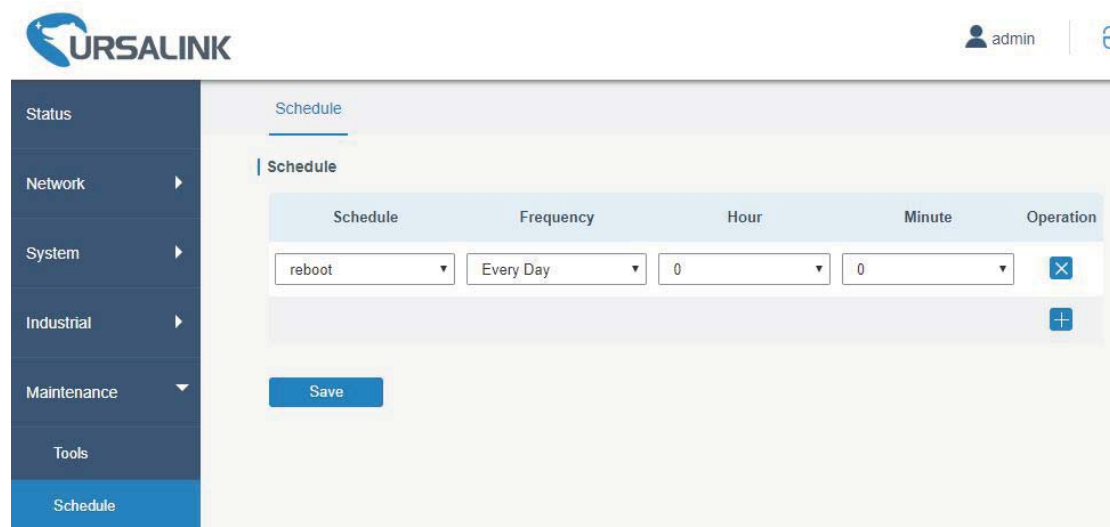 URSALINK
admin
Status
Schedule
Schedule
Network
Schedule Frequency Hour Minute Operation
System
reboot Every Day 0 0
Industrial
Maintenance
Save
Tools
Schedule